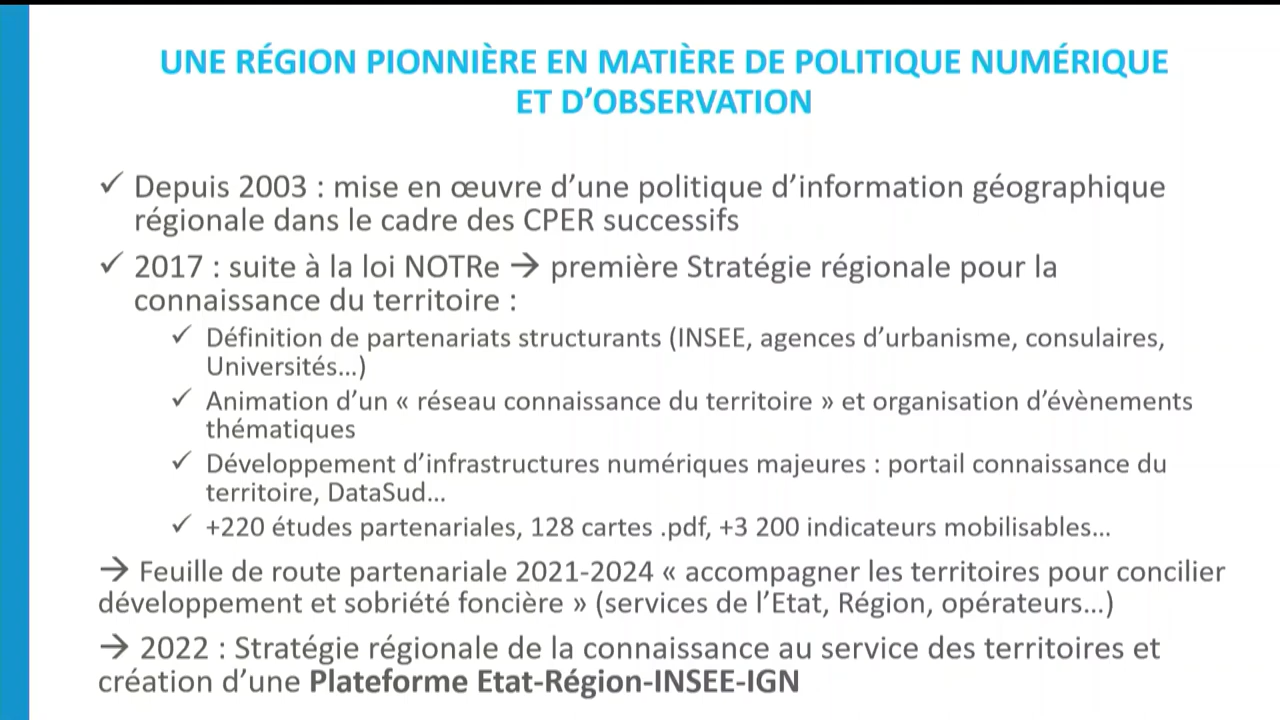 UNE RÉGION PIONNIÈRE EN MATIÈRE DE POLITIQUE NUMÉRIQUE
ET D’OBSERVATION
✓ Depuis 2003 : mise en œuvre d’une politique d’information géographique
régionale dans le cadre des CPER successifs
✓ 2017 : suite à la loi NOTRe → première Stratégie régionale pour la
connaissance du territoire :
✓ Définition de partenariats structurants (INSEE, agences d’urbanisme, consulaires,
Universités…)
✓ Animation d’un « réseau connaissance du territoire » et organisation d’évènements
thématiques
✓ Développement d’infrastructures numériques majeures : portail connaissance du
territoire, DataSud…
✓ +220 études partenariales, 128 cartes .pdf, +3 200 indicateurs mobilisables…
→ Feuille de route partenariale 2021-2024 « accompagner les territoires pour concilier
développement et sobriété foncière » (services de l’Etat, Région, opérateurs…)
→ 2022 : Stratégie régionale de la connaissance au service des territoires et
création d’une Plateforme Etat-Région-INSEE-IGN